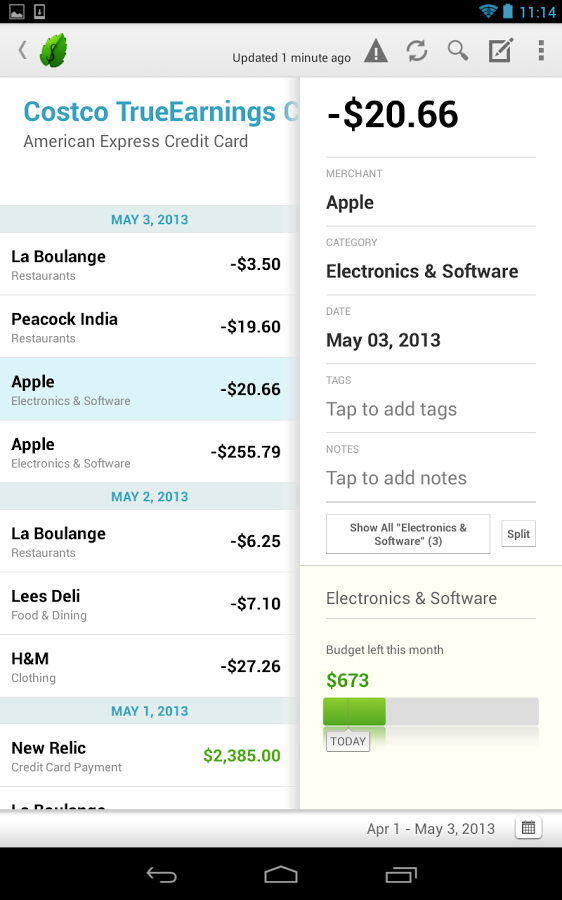 11:14
Updated 1 minute ago
Costco TrueEarnings C
American Express Credit Card
MAY 3, 2013
La Boulange
-$3.50
Restaurants
Peacock India
-$19.60
Restaurants
Apple
-$20.66
Electronics & Software
Apple
-$255.79
Electronics & Software
MAY 2, 2013
La Boulange
-$6.25
Restaurants
Lees Deli
-$7.10
Food & Dining
H&M
-$27.26
Clothing
MAY 1, 2013
New Relic
$2,385.00
Credit Card Payment
La Boulange
-$20.66
MERCHANT
Apple
CATEGORY
Electronics & Software
DATE
May 03, 2013
TAGS
Tap to add tags
NOTES
Tap to add notes
Show All "Electronics &
Software" (3)
Split
Electronics & Software
Budget left this month
$673
TODAY
Apr 1 - May 3, 2013